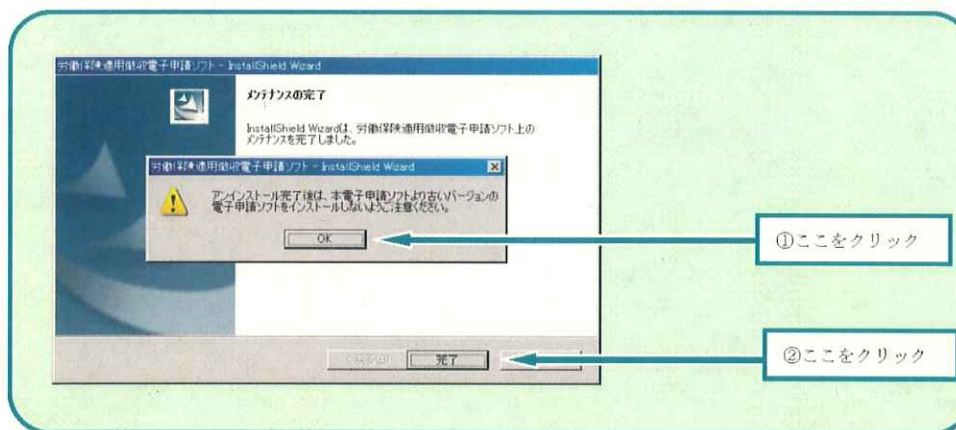 労働保険適用徴収電子申請ソフト - InstallShield Wizard
メンテナンスの完了
InstallShield Wizardは、労働保険適用徴収電子申請ソフト上の
メンテナンスを完了しました。
労働保険適用徴収電子申請ソフト - InstallShield Wizard
アンインストール完了後は、本電子申請ソフトより古いバージョンの
電子申請ソフトをインストールしないようご注意ください。
OK
①ここをクリック
完了
②ここをクリック